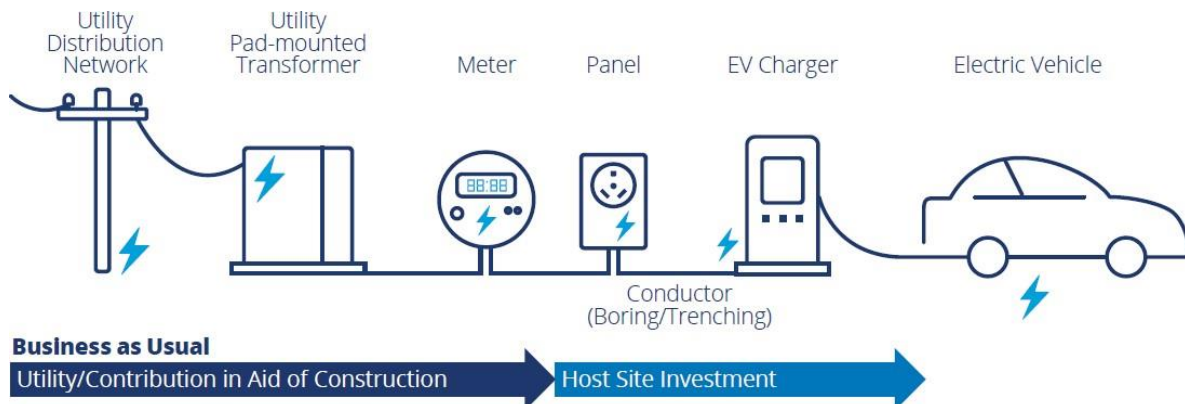 Utility
Distribution
Network
Utility
Pad-mounted
Transformer
Meter
Panel
EV Charger
Electric Vehicle
88:88
Conductor
(Boring/Trenching)
Business as Usual
Utility/Contribution in Aid of Construction
Host Site Investment